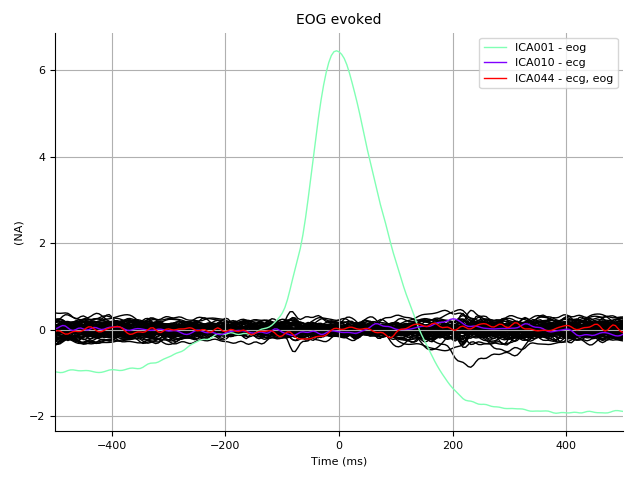 EOG evoked
ICA001 - eog
ICA010 - ecg
ICA044 - ecg, eog
6
4
2
0
−2
(NA)
−400
−200
0
200
400
Time (ms)